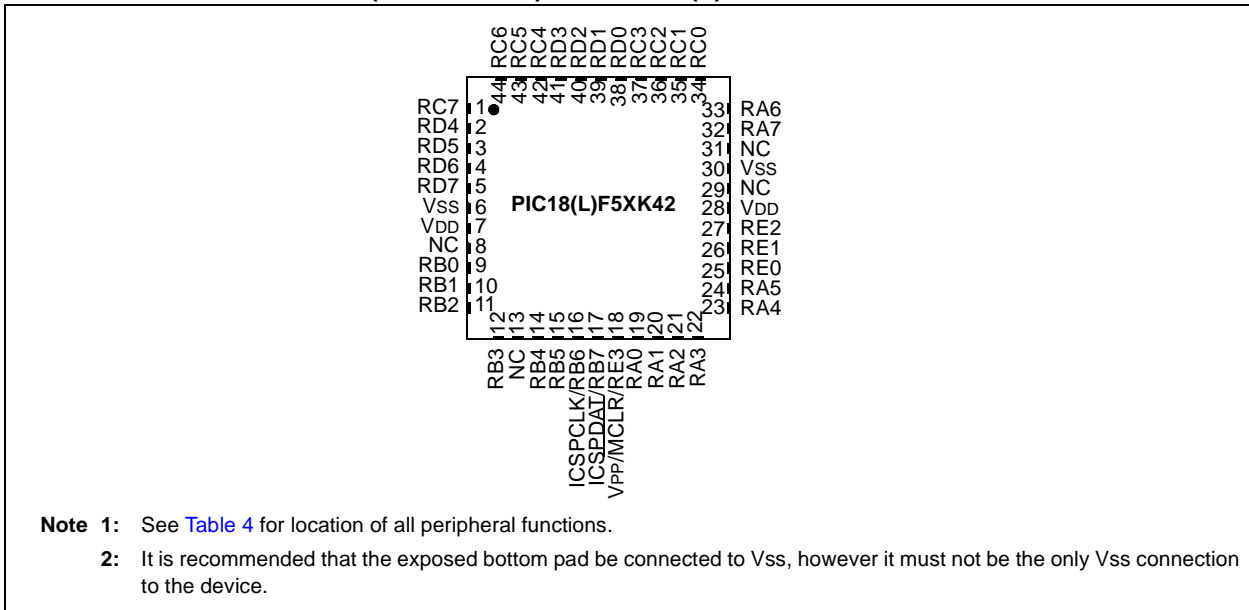 44 RC6
43 RC5
42 RC4
41 RD3
40 RD2
39 RD1
38 RD0
37 RC3
36 RC2
35 RC1
34 RC0
RC7 1
RD4 2
RD5 3
RD6 4
RD7 5
VSS 6
VDD 7
NC 8
RB0 9
RB1 10
RB2 11
PIC18(L)F5XK42
33 RA6
32 RA7
31 NC
30 VSS
29 NC
28 VDD
27 RE2
26 RE1
25 RE0
24 RA5
23 RA4
RB3 12
NC 13
RB4 14
RB5 15
ICSPCLK/RB6 16
ICSPDAT/RB7 17
VPP/MCLR/RE3 18
RA0 19
RA1 20
RA2 21
RA3 22
Note 1: See Table 4 for location of all peripheral functions.
2: It is recommended that the exposed bottom pad be connected to Vss, however it must not be the only Vss connection
to the device.